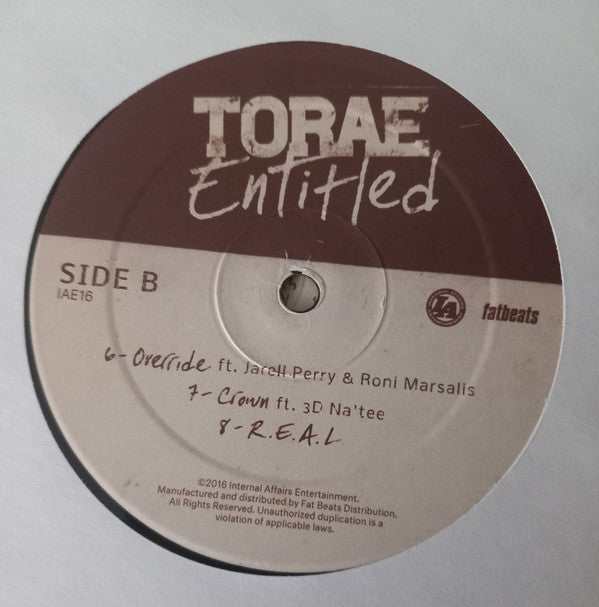 TORAE
Entitled
SIDE B
IAE16
IA
fatbeats
6-Override ft. Jarell Perry & Roni Marsalis
7-Crown ft. 3D Na'tee
8-R.E.A.L
©2016 Internal Affairs Entertainment.
Manufactured and distributed by Fat Beats Distribution.
All Rights Reserved. Unauthorized duplication is a
violation of applicable laws.